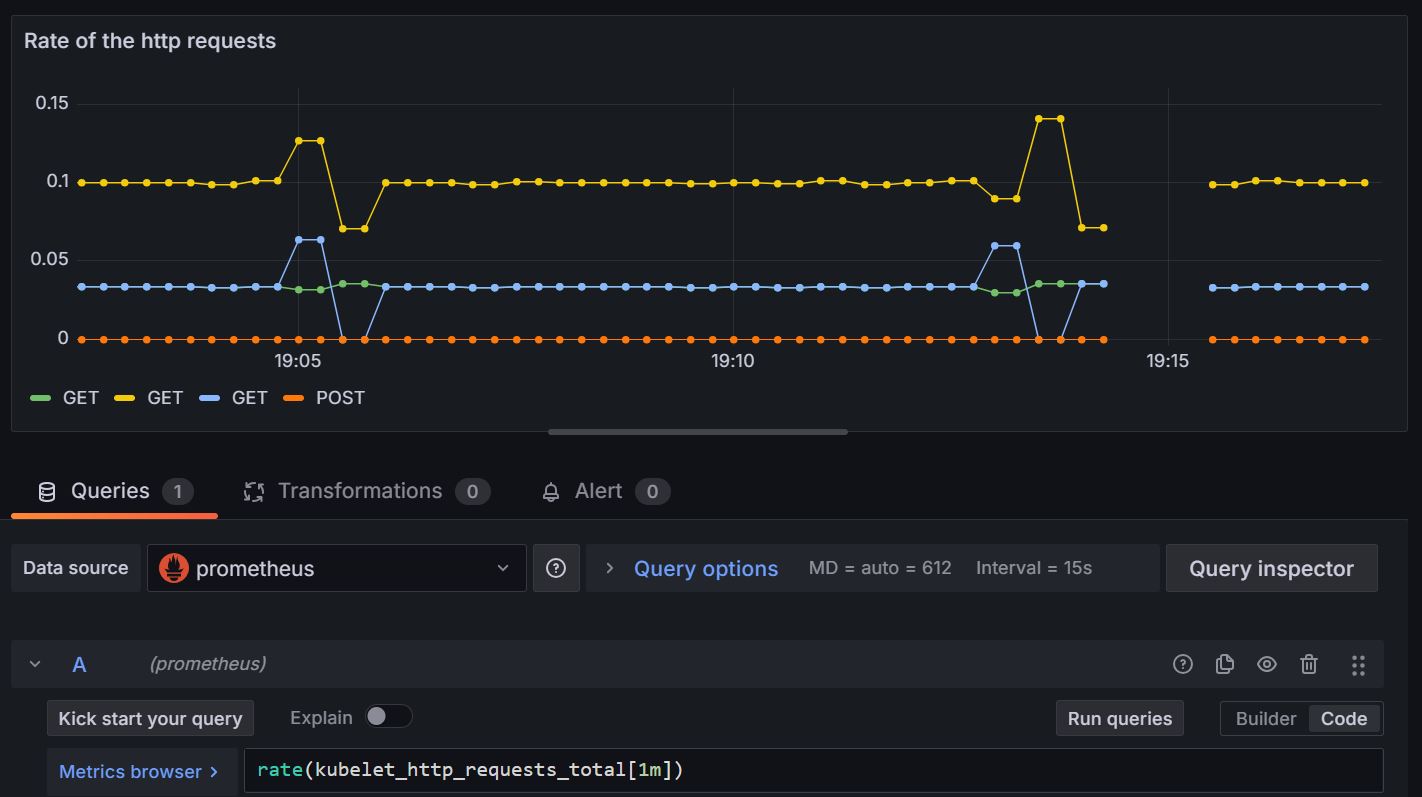 Rate of the http requests
0.15
0.1
0.05
0
19:05 19:10 19:15
GET GET GET POST
Queries 1 Transformations 0 Alert 0
Data source prometheus Query options MD = auto = 612 Interval = 15s Query inspector
A (prometheus)
Kick start your query Explain Run queries Builder Code
Metrics browser > rate(kubelet_http_requests_total[1m])